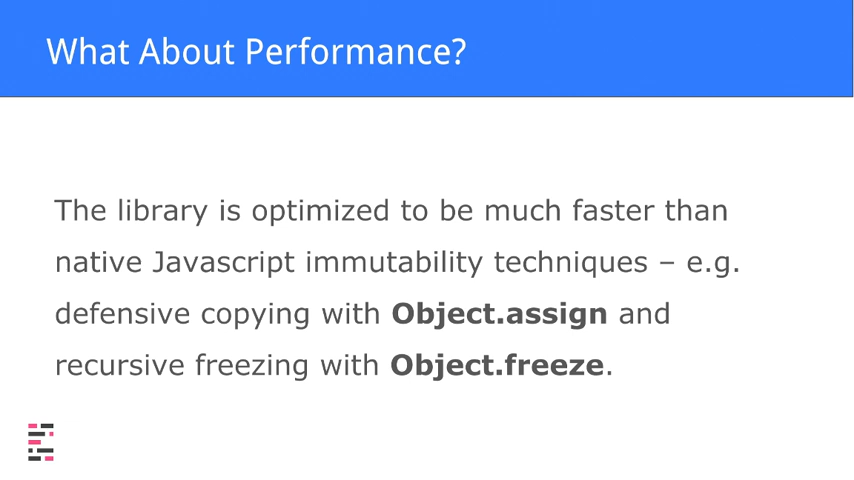 What About Performance?
The library is optimized to be much faster than
native Javascript immutability techniques – e.g.
defensive copying with Object.assign and
recursive freezing with Object.freeze.